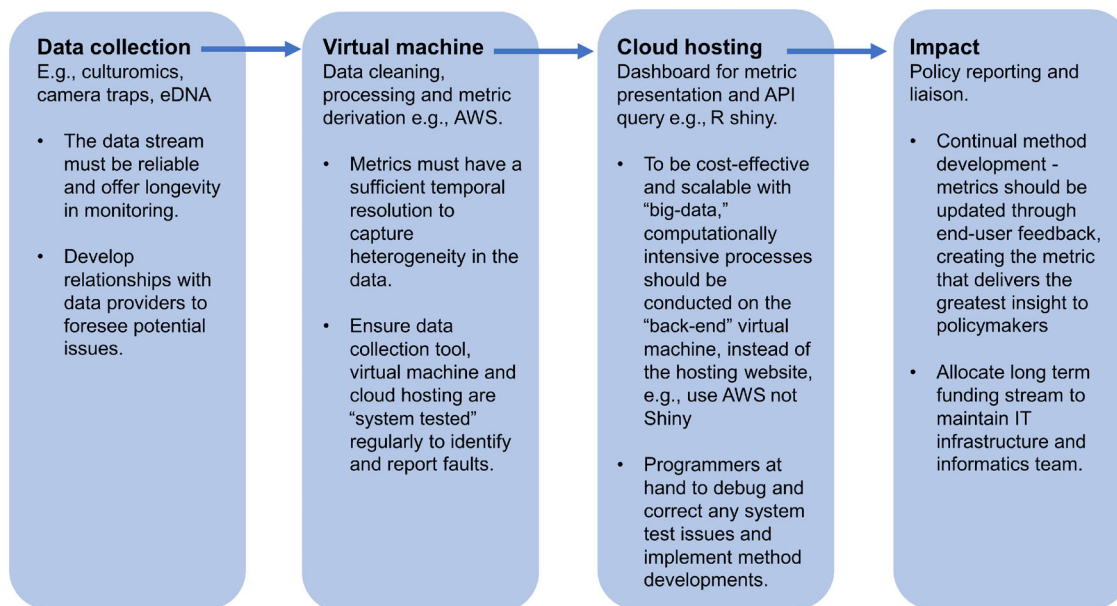 Data collection
E.g., culturomics,
camera traps, eDNA
• The data stream
must be reliable
and offer longevity
in monitoring.
• Develop
relationships with
data providers to
foresee potential
issues.
Virtual machine
Data cleaning,
processing and metric
derivation e.g., AWS.
• Metrics must have a
sufficient temporal
resolution to
capture
heterogeneity in the
data.
• Ensure data
collection tool,
virtual machine and
cloud hosting are
“system tested”
regularly to identify
and report faults.
Cloud hosting
Dashboard for metric
presentation and API
query e.g., R shiny.
• To be cost-effective
and scalable with
“big-data,”
computationally
intensive processes
should be
conducted on the
“back-end” virtual
machine, instead of
the hosting website,
e.g., use AWS not
Shiny
• Programmers at
hand to debug and
correct any system
test issues and
implement method
developments.
Impact
Policy reporting and
liaison.
• Continual method
development -
metrics should be
updated through
end-user feedback,
creating the metric
that delivers the
greatest insight to
policymakers
• Allocate long term
funding stream to
maintain IT
infrastructure and
informatics team.